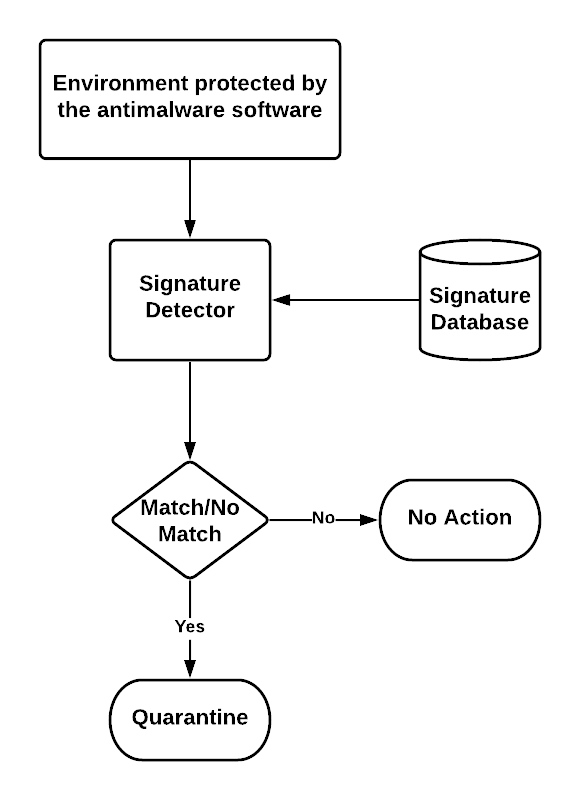 Environment protected by
the antimalware software
Signature
Detector
Signature
Database
Match/No
Match
No
No Action
Yes
Quarantine